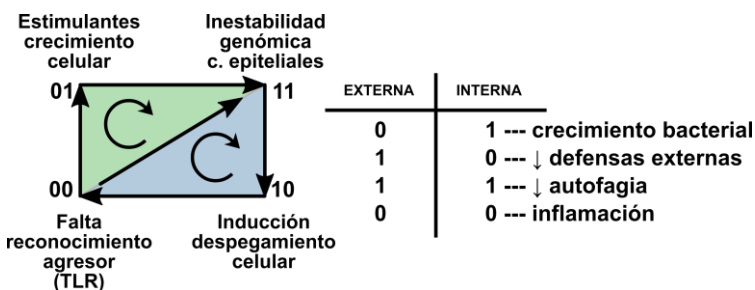 Estimulantes
crecimiento
celular
Inestabilidad
genómica
c. epiteliales
01
11
00
10
Falta
reconocimiento
agresor
(TLR)
Inducción
despegamiento
celular
EXTERNA INTERNA
0 1 --- crecimiento bacterial
1 0 --- ↓ defensas externas
1 1 --- ↓ autofagia
0 0 --- inflamación